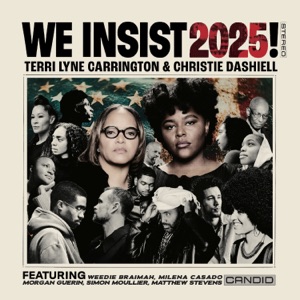 WE INSIST 2025!
STEREO
TERRI LYNE CARRINGTON & CHRISTIE DASHIELL
FEATURING WEEDIE BRAIMAH, MILENA CASADO
MORGAN GUERIN, SIMON MOULLIER, MATTHEW STEVENS
CANDID